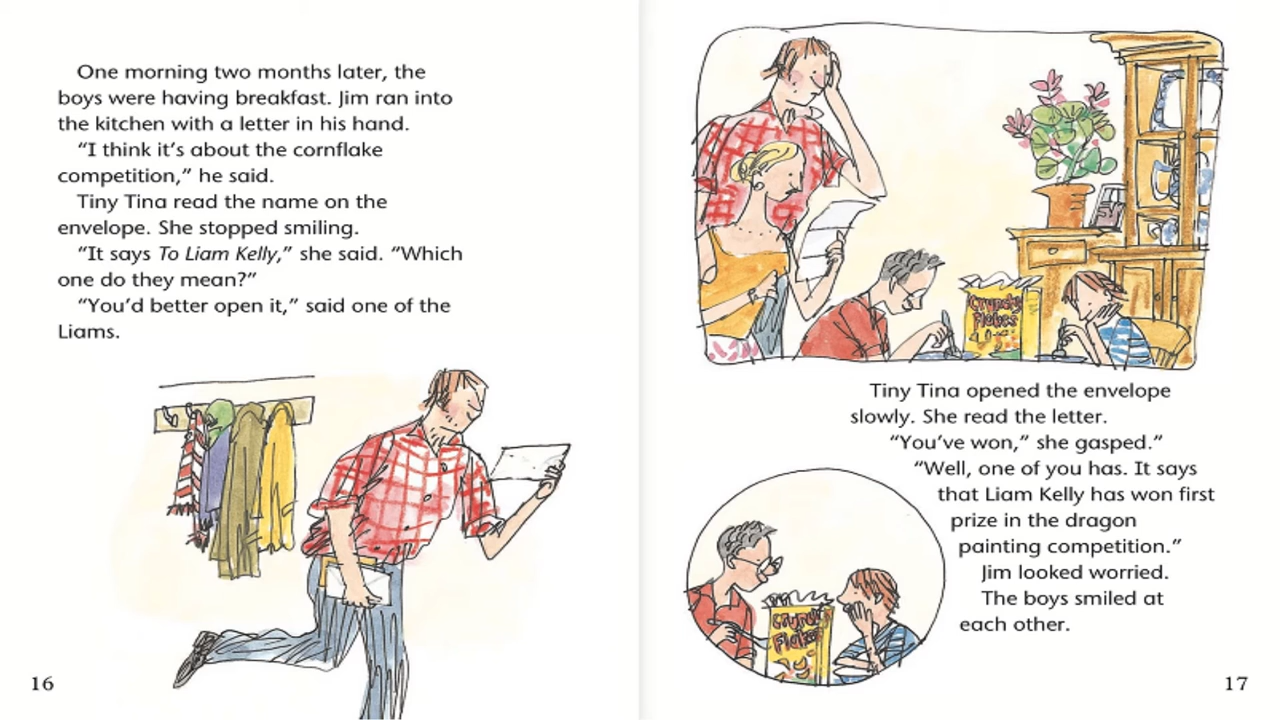 One morning two months later, the
boys were having breakfast. Jim ran into
the kitchen with a letter in his hand.
“I think it’s about the cornflake
competition,” he said.
Tiny Tina read the name on the
envelope. She stopped smiling.
“It says To Liam Kelly,” she said. “Which
one do they mean?”
“You’d better open it,” said one of the
Liams.
16
Crunchy
Flakes
Tiny Tina opened the envelope
slowly. She read the letter.
“You’ve won,” she gasped.”
“Well, one of you has. It says
that Liam Kelly has won first
prize in the dragon
painting competition.”
Jim looked worried.
The boys smiled at
each other.
Crunchy
Flakes
17